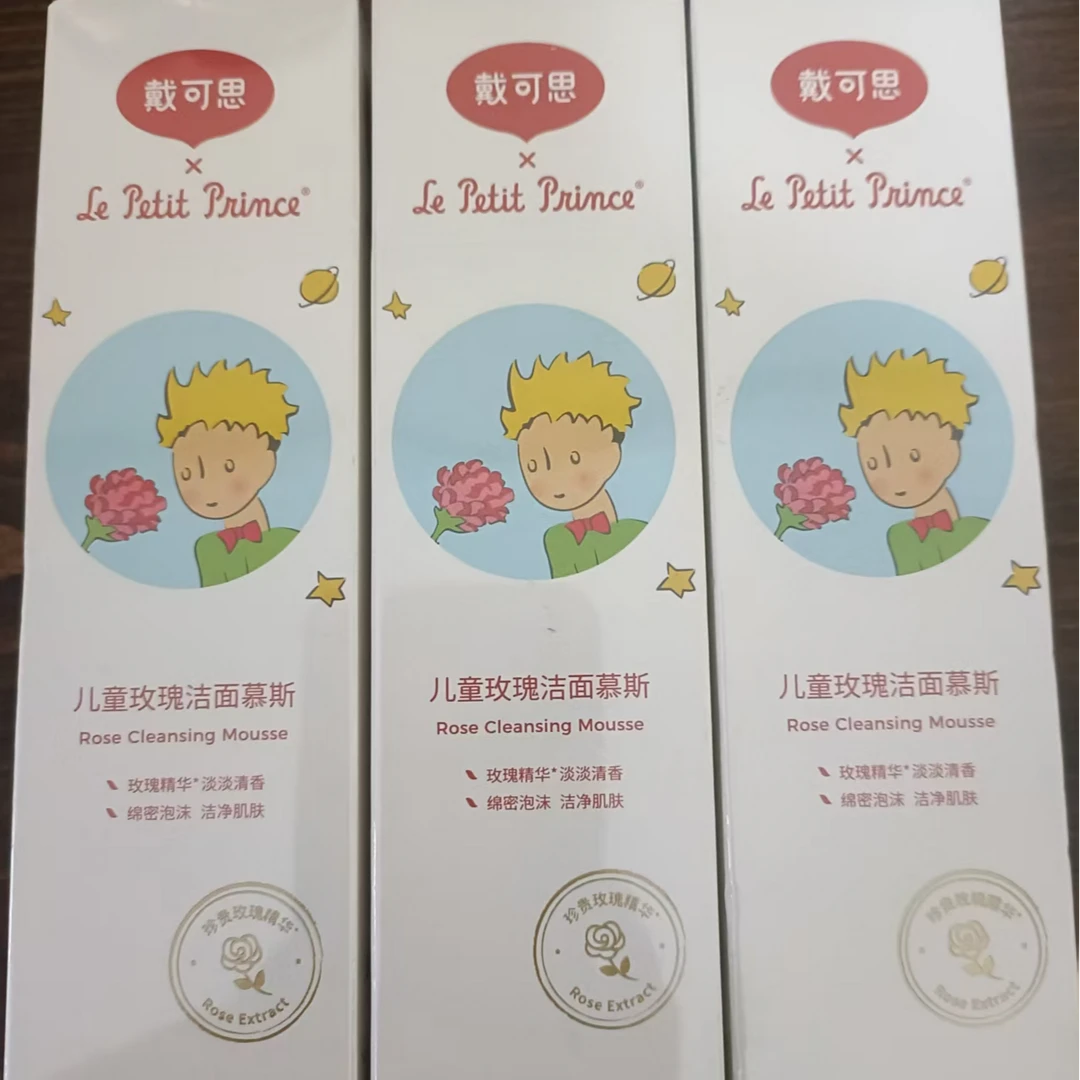 戴可思
×
Le Petit Prince®
儿童玫瑰洁面慕斯
Rose Cleansing Mousse
玫瑰精华*淡淡清香
绵密泡沫 洁净肌肤
珍贵玫瑰精华*
Rose Extract
戴可思
×
Le Petit Prince®
儿童玫瑰洁面慕斯
Rose Cleansing Mousse
玫瑰精华*淡淡清香
绵密泡沫 洁净肌肤
珍贵玫瑰精华*
Rose Extract
戴可思
×
Le Petit Prince®
儿童玫瑰洁面慕斯
Rose Cleansing Mousse
玫瑰精华*淡淡清香
绵密泡沫 洁净肌肤
珍贵玫瑰精华*
Rose Extract